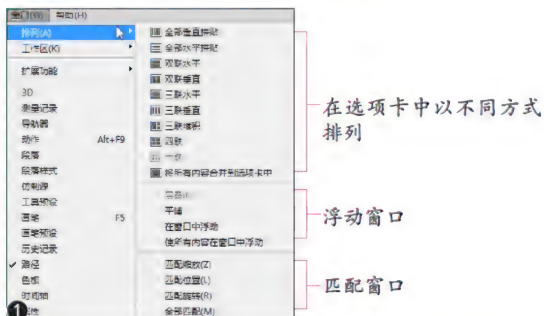 窗口(W) 帮助(H)
排列(A)
工作区(K)
扩展功能
3D
测量记录
导航器
动作 Alt+F9
段落
段落样式
仿制源
工具预设
画笔 F5
画笔预设
历史记录
路径
色板
时间轴
全部垂直拼贴
全部水平拼贴
双联水平
双联垂直
三联水平
三联垂直
三联堆积
四联
将所有内容合并到选项卡中
平铺
在窗口中浮动
使所有内容在窗口中浮动
匹配缩放(Z)
匹配位置(L)
匹配旋转(R)
全部匹配(M)
在选项卡中以不同方式
排列
浮动窗口
匹配窗口
1